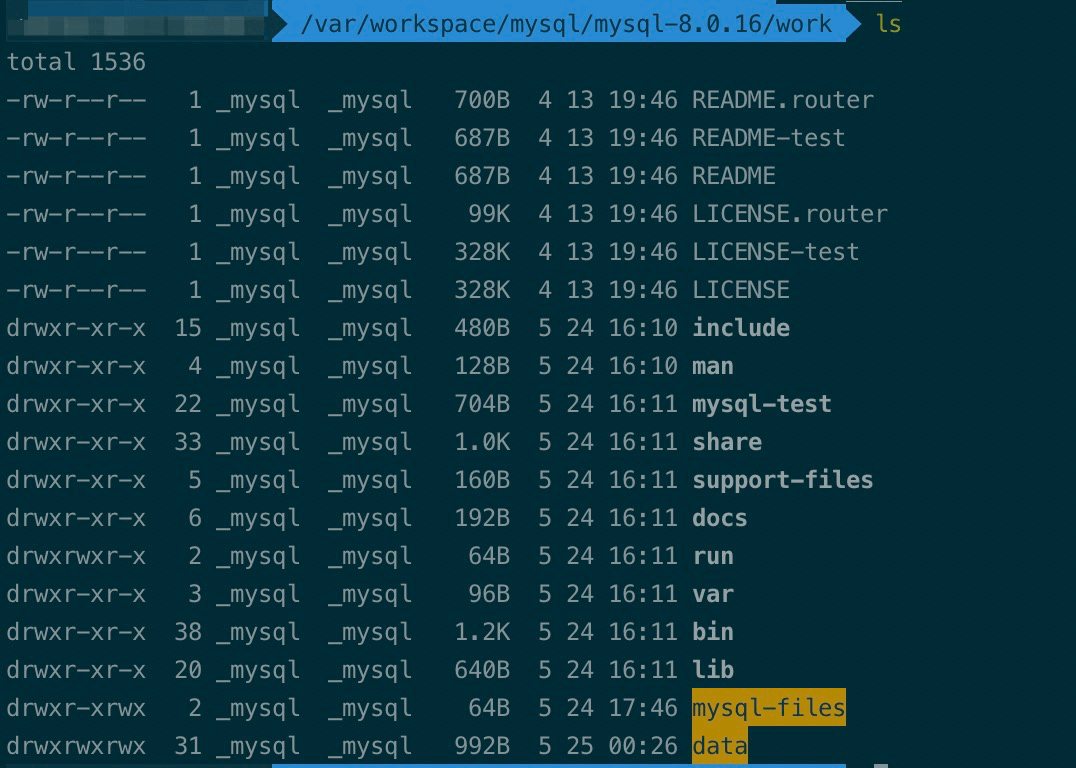 /var/workspace/mysql/mysql-8.0.16/work ls
total 1536
-rw-r--r-- 1 _mysql _mysql 700B 4 13 19:46 README.router
-rw-r--r-- 1 _mysql _mysql 687B 4 13 19:46 README-test
-rw-r--r-- 1 _mysql _mysql 687B 4 13 19:46 README
-rw-r--r-- 1 _mysql _mysql 99K 4 13 19:46 LICENSE.router
-rw-r--r-- 1 _mysql _mysql 328K 4 13 19:46 LICENSE-test
-rw-r--r-- 1 _mysql _mysql 328K 4 13 19:46 LICENSE
drwxr-xr-x 15 _mysql _mysql 480B 5 24 16:10 include
drwxr-xr-x 4 _mysql _mysql 128B 5 24 16:10 man
drwxr-xr-x 22 _mysql _mysql 704B 5 24 16:11 mysql-test
drwxr-xr-x 33 _mysql _mysql 1.0K 5 24 16:11 share
drwxr-xr-x 5 _mysql _mysql 160B 5 24 16:11 support-files
drwxr-xr-x 6 _mysql _mysql 192B 5 24 16:11 docs
drwxrwxr-x 2 _mysql _mysql 64B 5 24 16:11 run
drwxr-xr-x 3 _mysql _mysql 96B 5 24 16:11 var
drwxr-xr-x 38 _mysql _mysql 1.2K 5 24 16:11 bin
drwxr-xr-x 20 _mysql _mysql 640B 5 24 16:11 lib
drwxr-xrwx 2 _mysql _mysql 64B 5 24 17:46 mysql-files
drwxrwxrwx 31 _mysql _mysql 992B 5 25 00:26 data